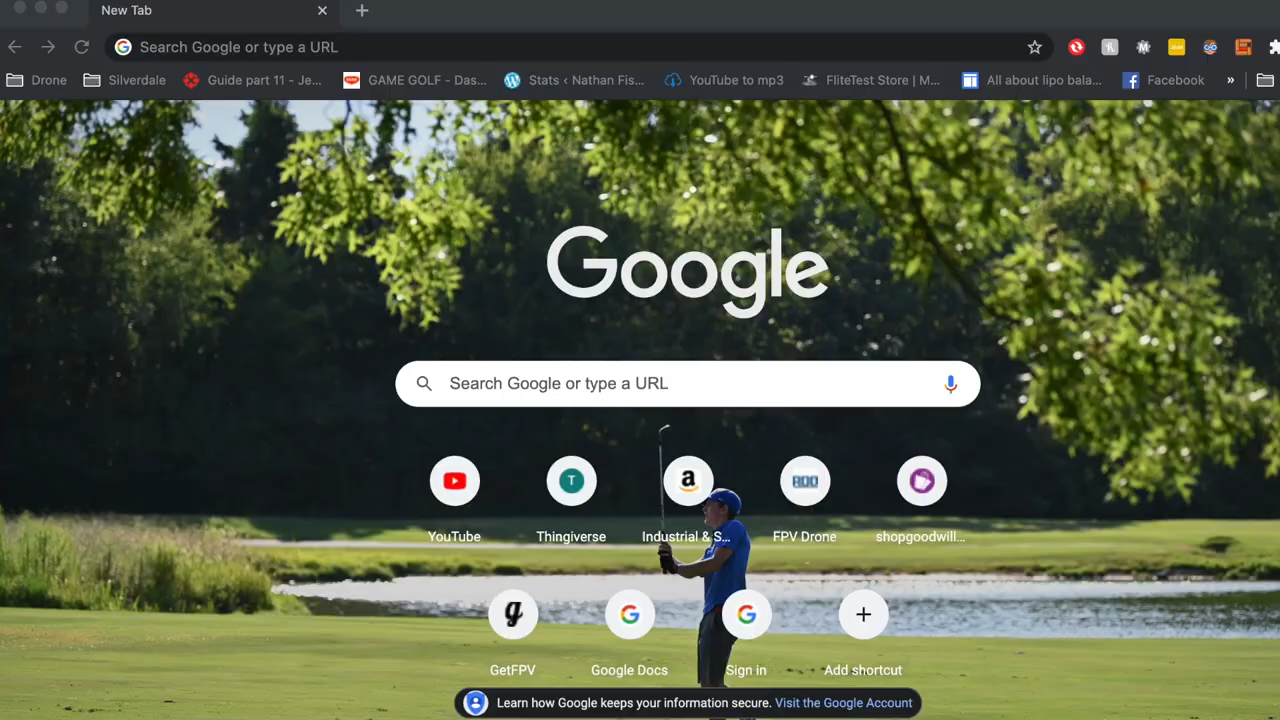 New Tab
Search Google or type a URL
Drone Silverdale Guide part 11 - Je... GAME GOLF - Das... Stats ‹ Nathan Fis... YouTube to mp3 FliteTest Store | M... All about lipo bala... Facebook »
Google
Search Google or type a URL
YouTube Thingiverse Industrial & S... FPV Drone shopgoodwill...
GetFPV Google Docs Sign in Add shortcut
Learn how Google keeps your information secure. Visit the Google Account